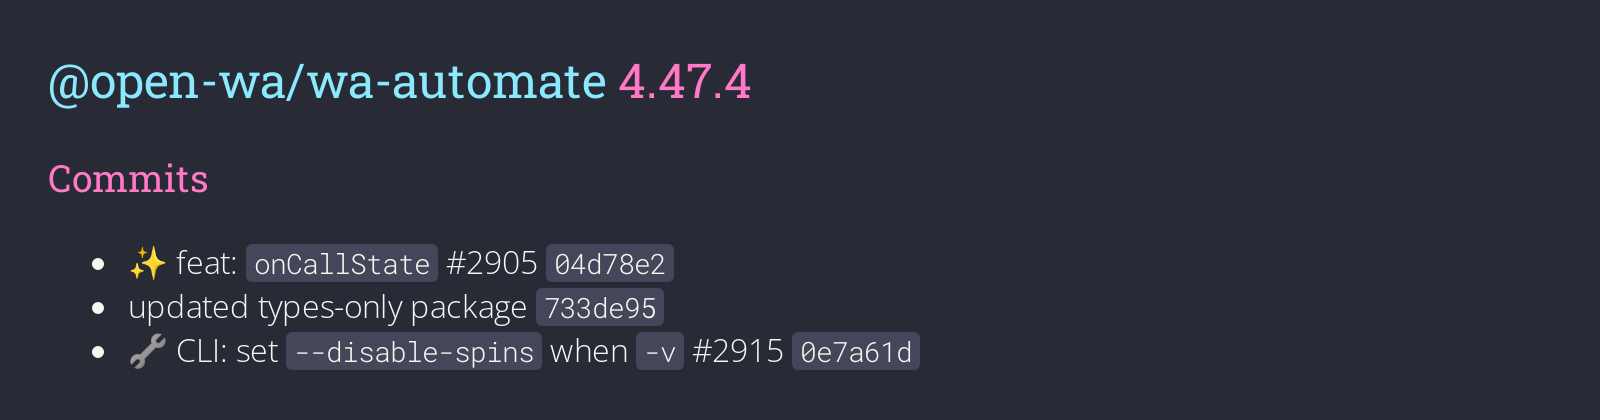 @open-wa/wa-automate 4.47.4
Commits
✨ feat: onCallState #2905 04d78e2
updated types-only package 733de95
🔧 CLI: set --disable-spins when -v #2915 0e7a61d